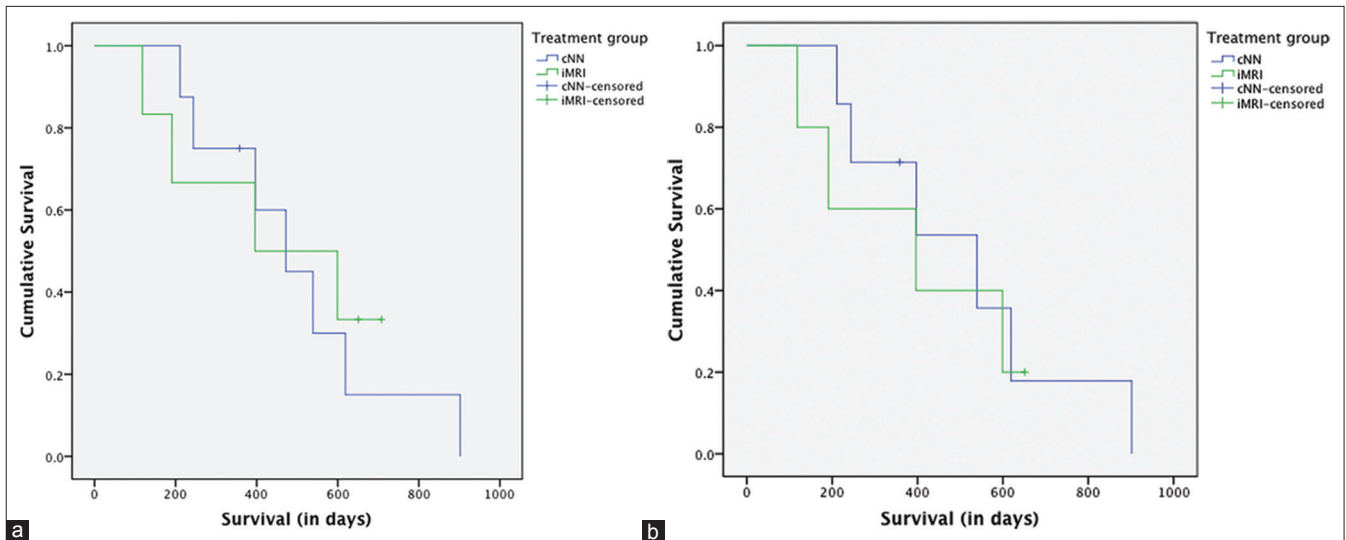 Treatment group
cNN
iMRI
cNN-censored
iMRI-censored
1.0
0.8
0.6
0.4
0.2
0.0
Cumulative Survival
0 200 400 600 800 1000
Survival (in days)
a
Treatment group
cNN
iMRI
cNN-censored
iMRI-censored
1.0
0.8
0.6
0.4
0.2
0.0
Cumulative Survival
0 200 400 600 800 1000
Survival (in days)
b